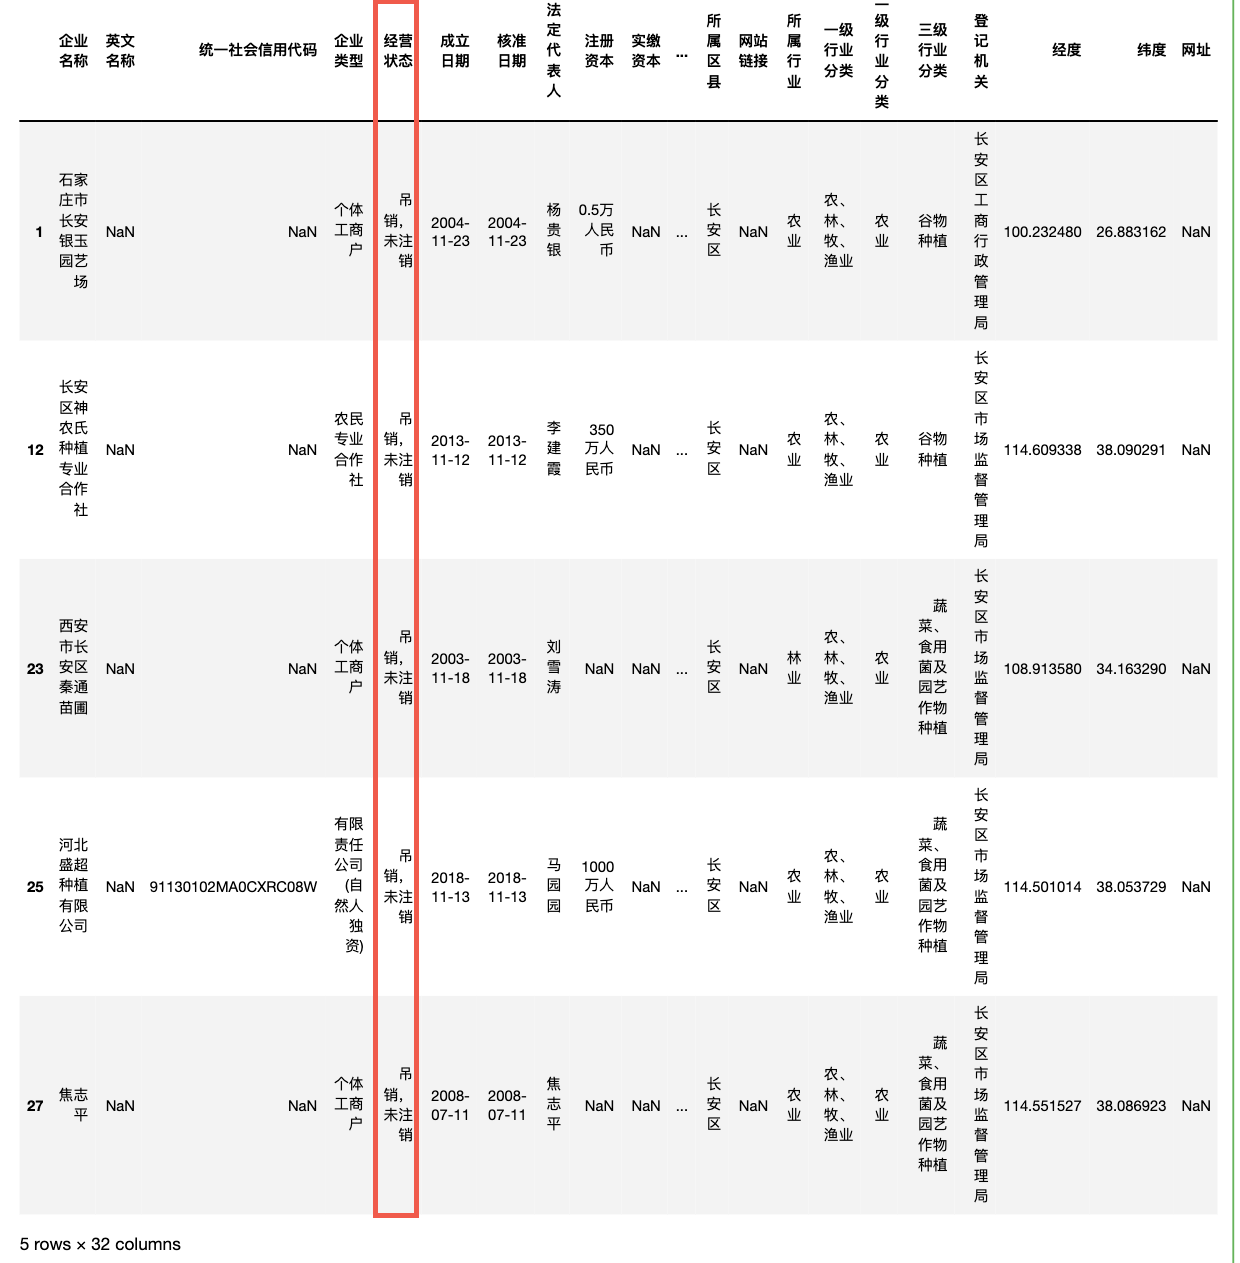 企业名称 英文名称 统一社会信用代码 企业类型 经营状态 成立日期 核准日期 法定代表人 注册资本 实缴资本 ... 所属区县 网站链接 所属行业 一级行业分类 级行业分类 三级行业分类 登记机关 经度 纬度 网址
1 石家庄市长安银玉园艺场 NaN NaN 个体工商户 吊销，未注销 2004-11-23 2004-11-23 杨贵银 0.5万人民币 NaN ... 长安区 NaN 农业 农、林、牧、渔业 农业 谷物种植 长安区工商行政管理局 100.232480 26.883162 NaN
12 长安区神农氏种植专业合作社 NaN NaN 农民专业合作社 吊销，未注销 2013-11-12 2013-11-12 李建霞 350万人民币 NaN ... 长安区 NaN 农业 农、林、牧、渔业 农业 谷物种植 长安区市场监督管理局 114.609338 38.090291 NaN
23 西安市长安区秦通苗圃 NaN NaN 个体工商户 吊销，未注销 2003-11-18 2003-11-18 刘雪涛 NaN NaN ... 长安区 NaN 林业 农、林、牧、渔业 农业 蔬菜、食用菌及园艺作物种植 长安区市场监督管理局 108.913580 34.163290 NaN
25 河北盛超种植有限公司 NaN 91130102MA0CXRC08W 有限责任公司(自然人独资) 吊销，未注销 2018-11-13 2018-11-13 马园园 1000万人民币 NaN ... 长安区 NaN 农业 农、林、牧、渔业 农业 蔬菜、食用菌及园艺作物种植 长安区市场监督管理局 114.501014 38.053729 NaN
27 焦志平 NaN NaN 个体工商户 吊销，未注销 2008-07-11 2008-07-11 焦志平 NaN NaN ... 长安区 NaN 农业 农、林、牧、渔业 农业 蔬菜、食用菌及园艺作物种植 长安区市场监督管理局 114.551527 38.086923 NaN
5 rows × 32 columns